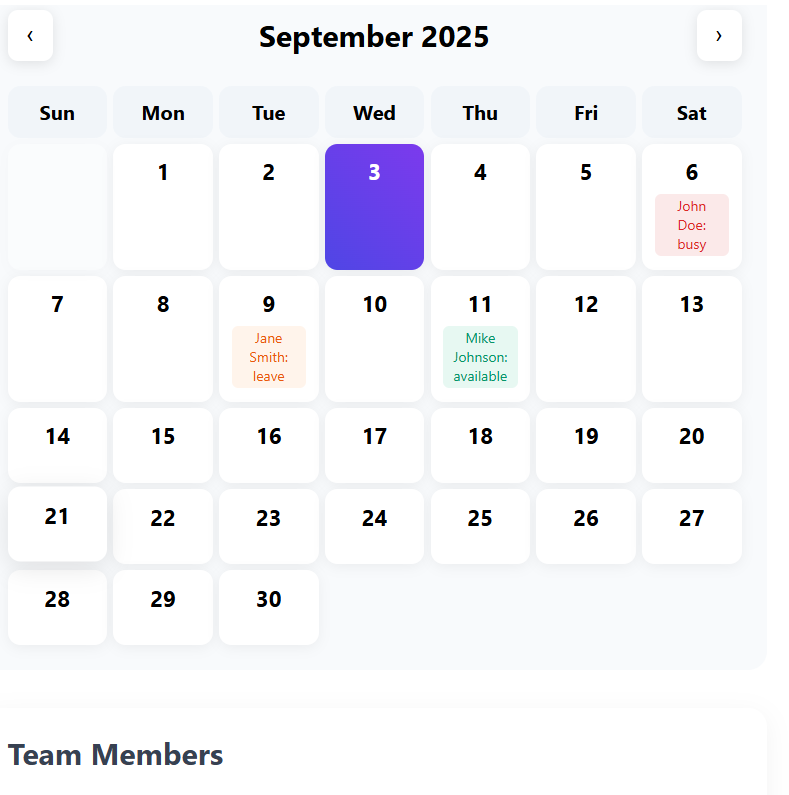 ‹ September 2025 ›
Sun Mon Tue Wed Thu Fri Sat
1 2 3 4 5 6
John
Doe:
busy
7 8 9 10 11 12 13
Jane
Smith:
leave
Mike
Johnson:
available
14 15 16 17 18 19 20
21 22 23 24 25 26 27
28 29 30
Team Members